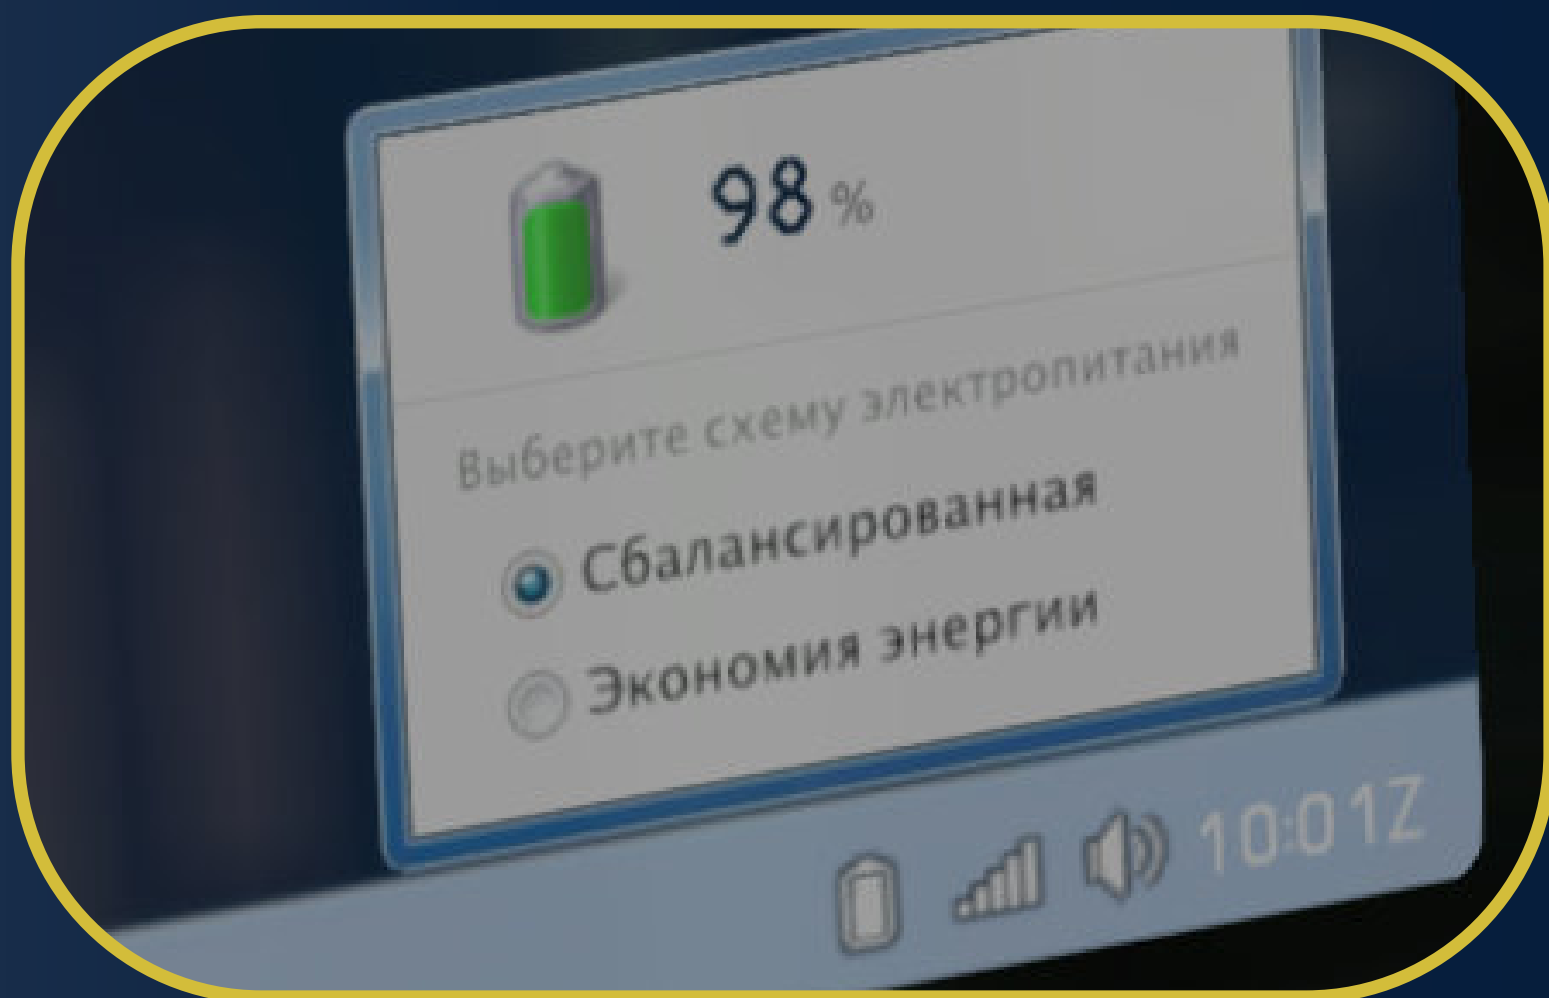 98 %
Выберите схему электропитания
Сбалансированная
Экономия энергии
10:01Z